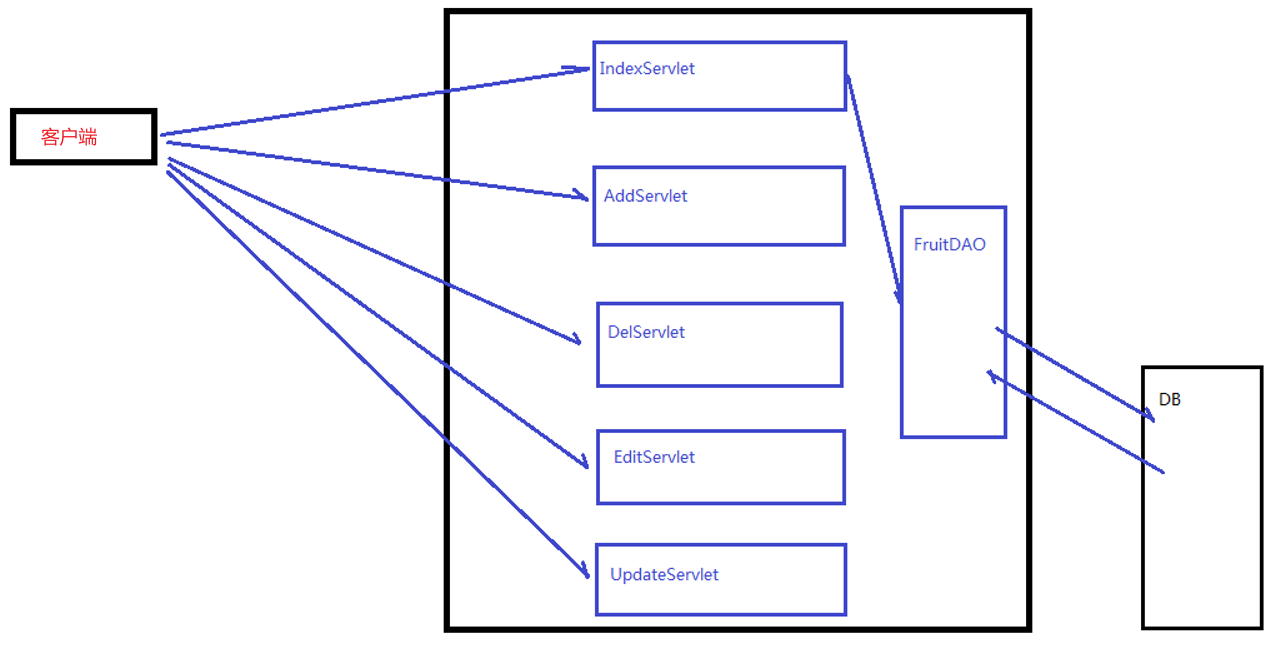 客户端
IndexServlet
AddServlet
DelServlet
EditServlet
UpdateServlet
FruitDAO
DB